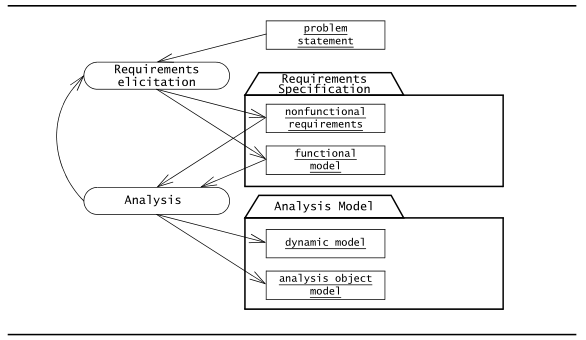 problem
statement
Requirements
elicitation
Requirements
Specification
nonfunctional
requirements
functional
model
Analysis
Analysis Model
dynamic model
analysis object
model